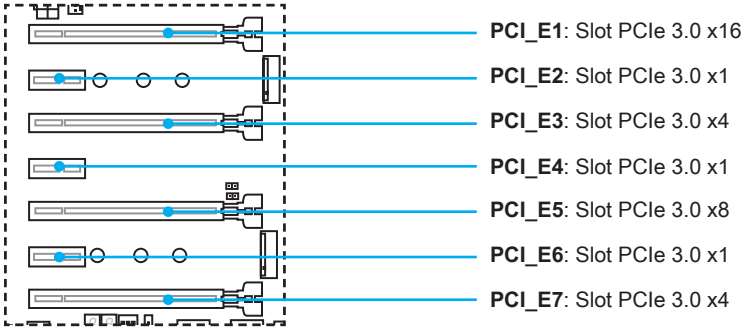 PCI_E1: Slot PCIe 3.0 x16
PCI_E2: Slot PCIe 3.0 x1
PCI_E3: Slot PCIe 3.0 x4
PCI_E4: Slot PCIe 3.0 x1
PCI_E5: Slot PCIe 3.0 x8
PCI_E6: Slot PCIe 3.0 x1
PCI_E7: Slot PCIe 3.0 x4